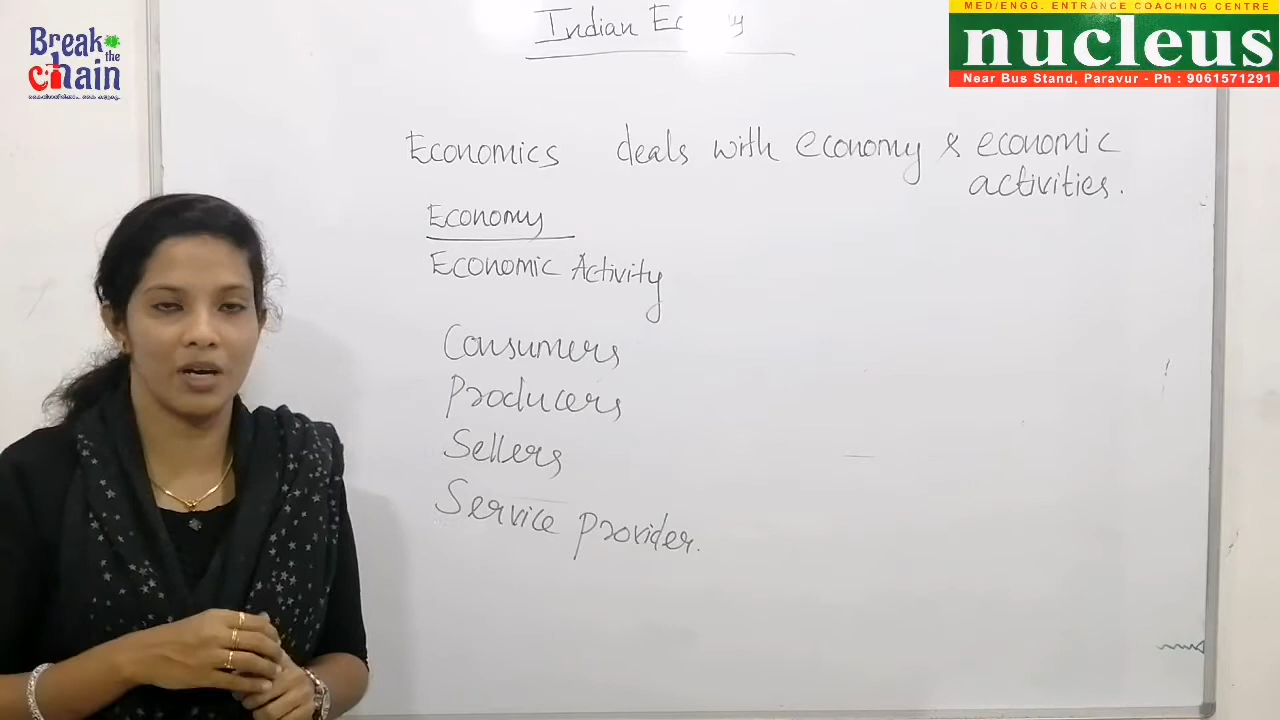 Break
the
chain
Indian Ec    y
MED/ENGG. ENTRANCE COACHING CENTRE
nucleus
Near Bus Stand, Paravur - Ph : 9061571291
Economics deals with economy & economic
activities.
Economy
Economic Activity
Consumers
Producers
Sellers
Service Provider.